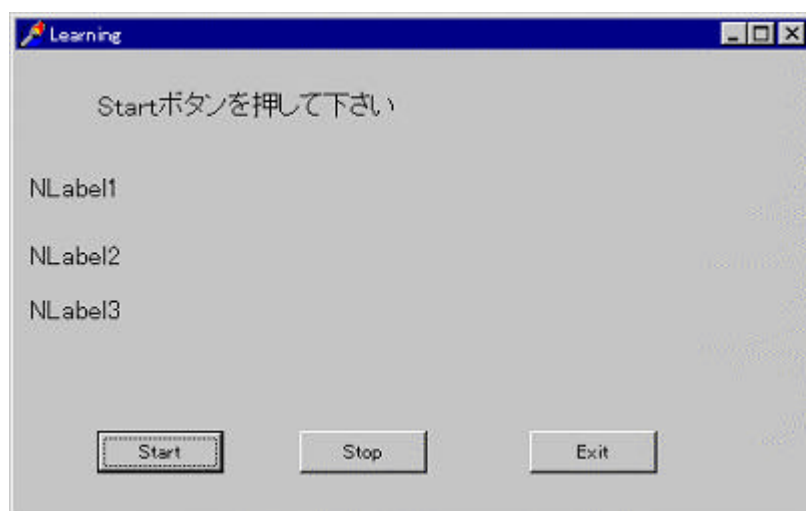 Learning
Startボタンを押して下さい
NLabel1
NLabel2
NLabel3
Start Stop Exit